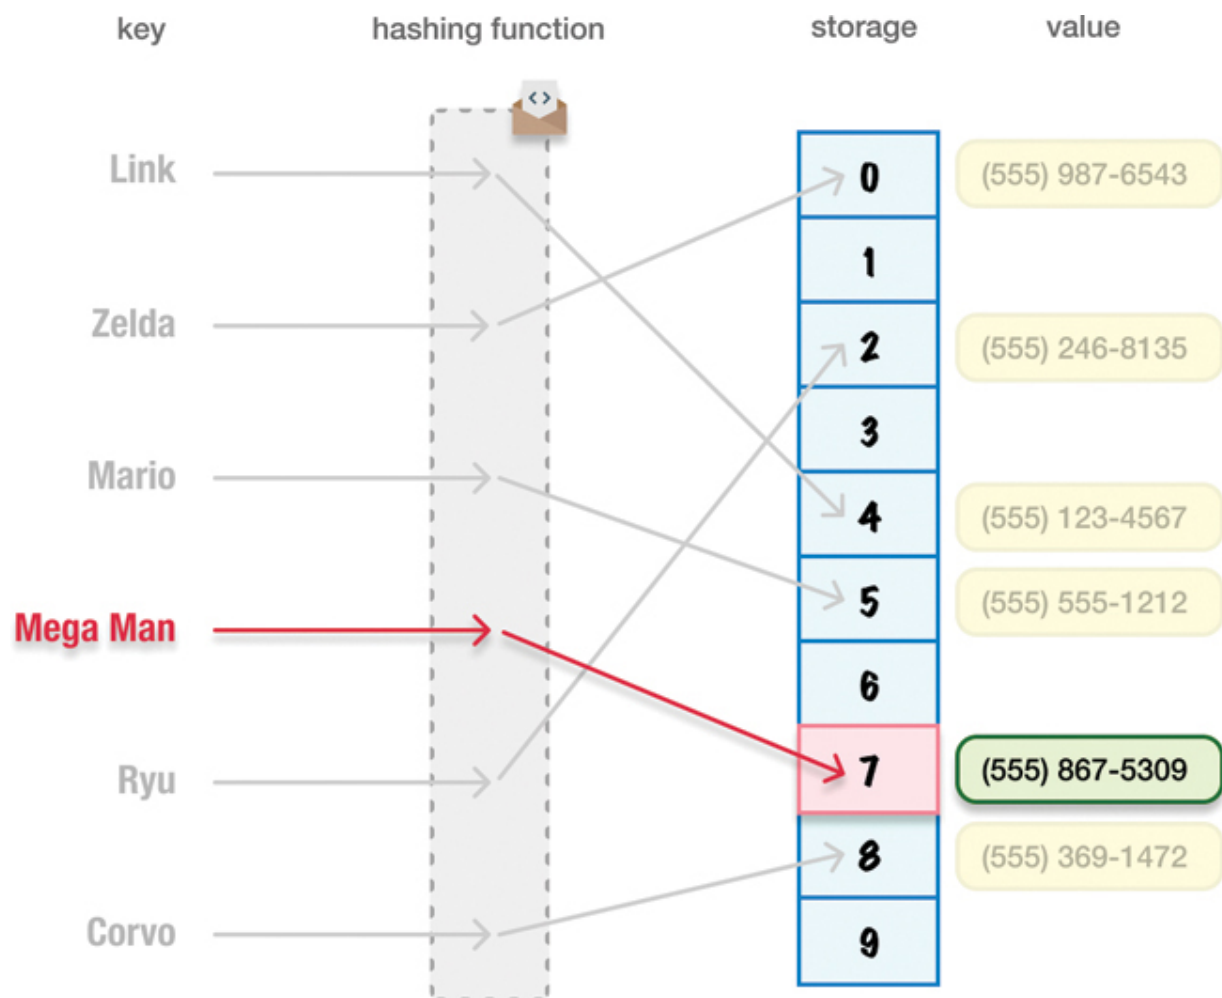 key hashing function storage value
Link 0 (555) 987-6543
1
Zelda 2 (555) 246-8135
3
Mario 4 (555) 123-4567
5 (555) 555-1212
Mega Man 6
7 (555) 867-5309
Ryu 8 (555) 369-1472
Corvo 9
<>